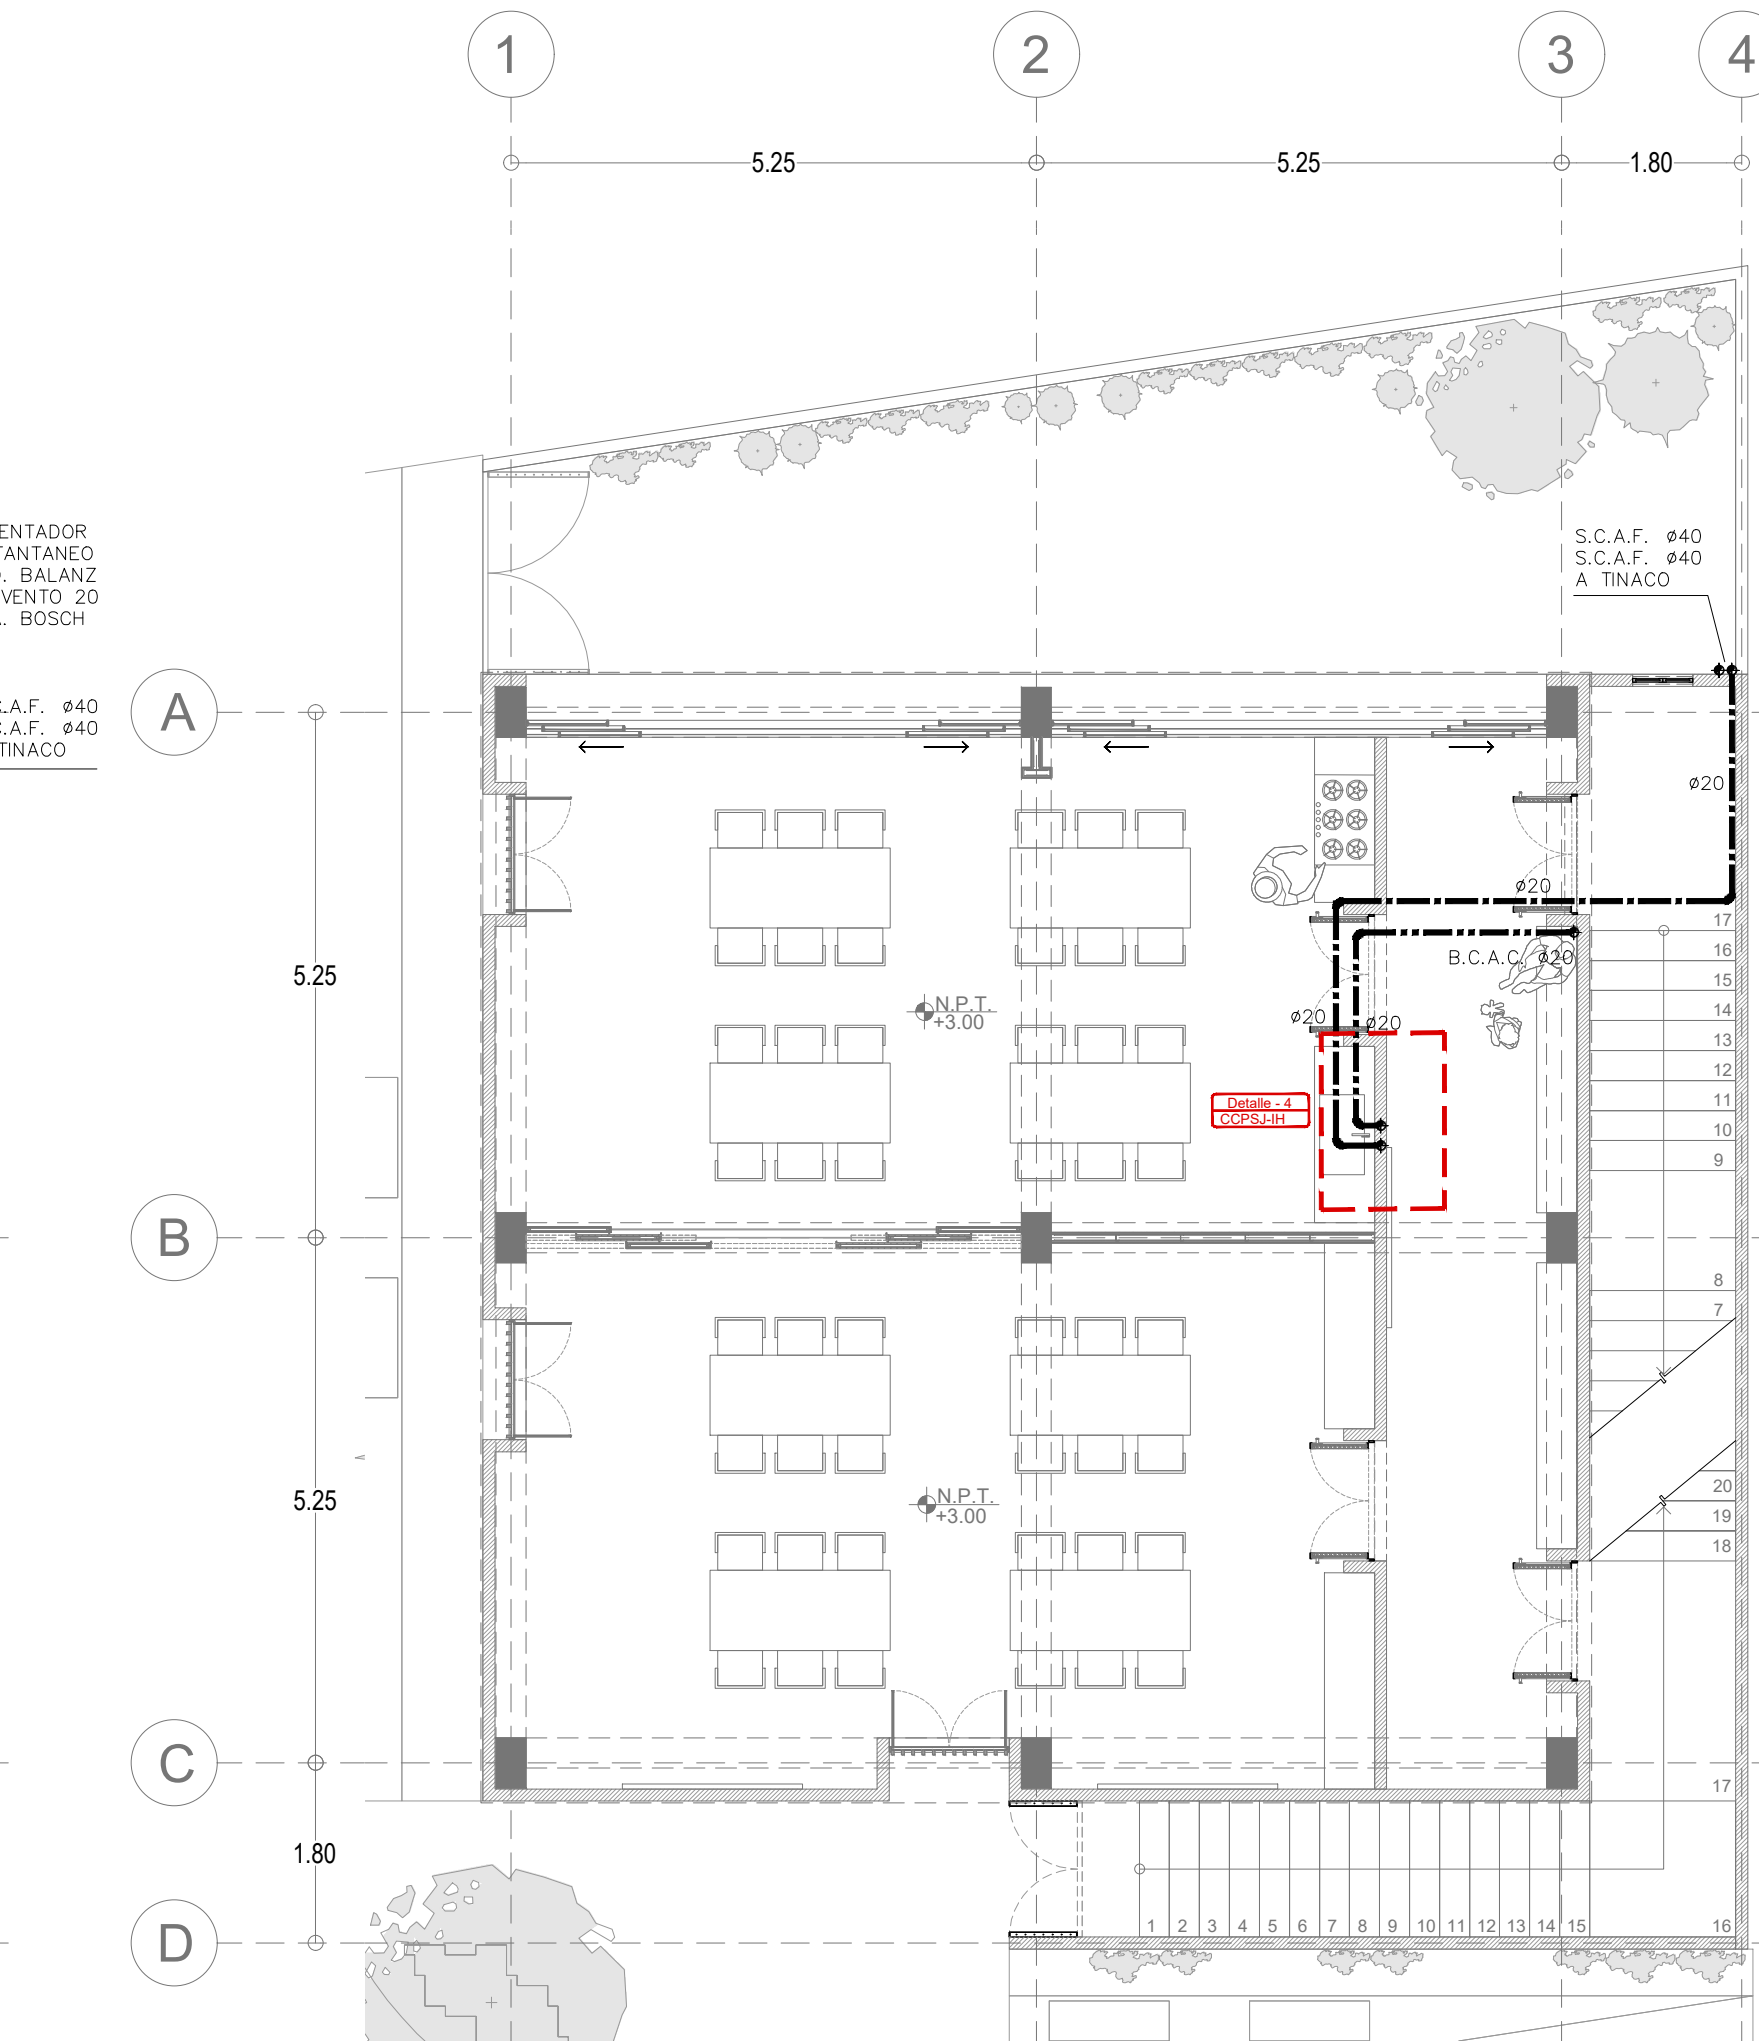 1
2
3
4
5.25
5.25
1.80
ENTADOR
TANTANEO
. BALANZ
VENTO 20
. BOSCH
S.C.A.F. ø40
S.C.A.F. ø40
A TINACO
.A.F. ø40
.A.F. ø40
TINACO
A
ø20
ø20
17
B.C.A.C. ø20
16
15
5.25
N.P.T.
+3.00
14
ø20
ø20
13
12
Detalle - 4
CCPSJ-IH
11
10
9
B
8
7
5.25
N.P.T.
+3.00
20
19
18
C
17
1.80
1 2 3 4 5 6 7 8 9 10 11 12 13 14 15
16
D